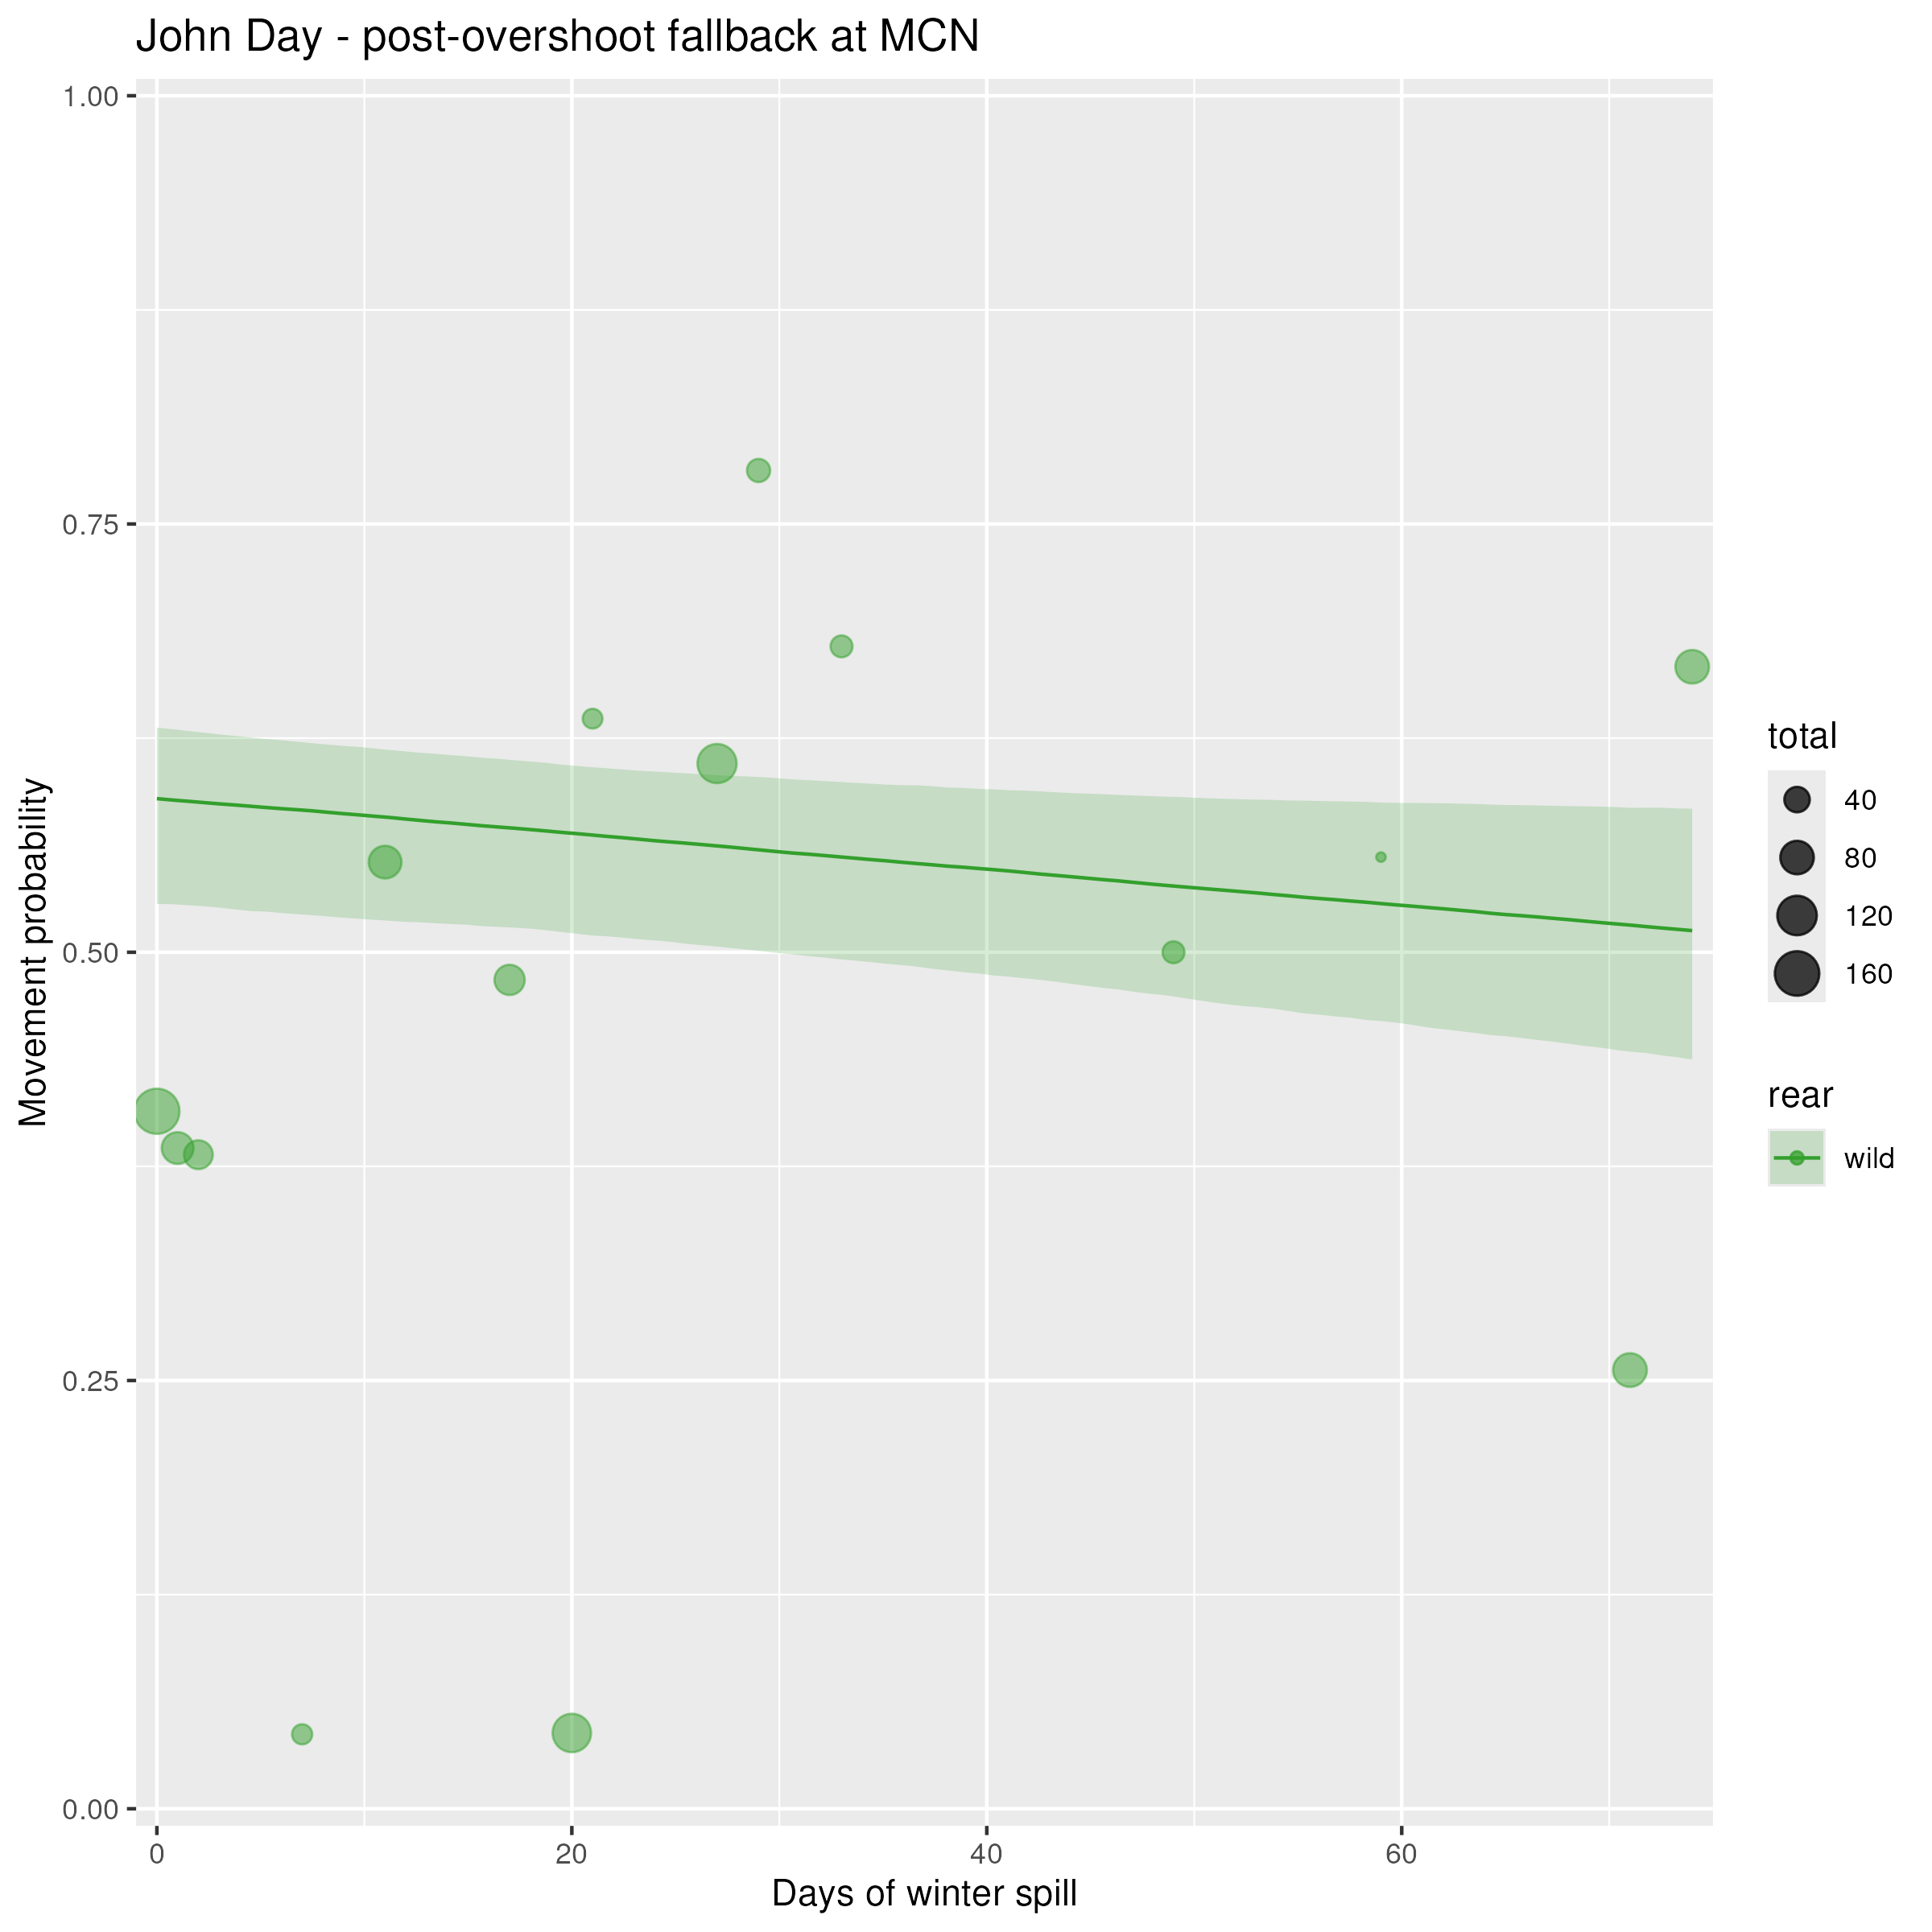 John Day - post-overshoot fallback at MCN
1.00
0.75
0.50
0.25
0.00
Movement probability
0
20
40
60
Days of winter spill
total
40
80
120
160
rear
wild